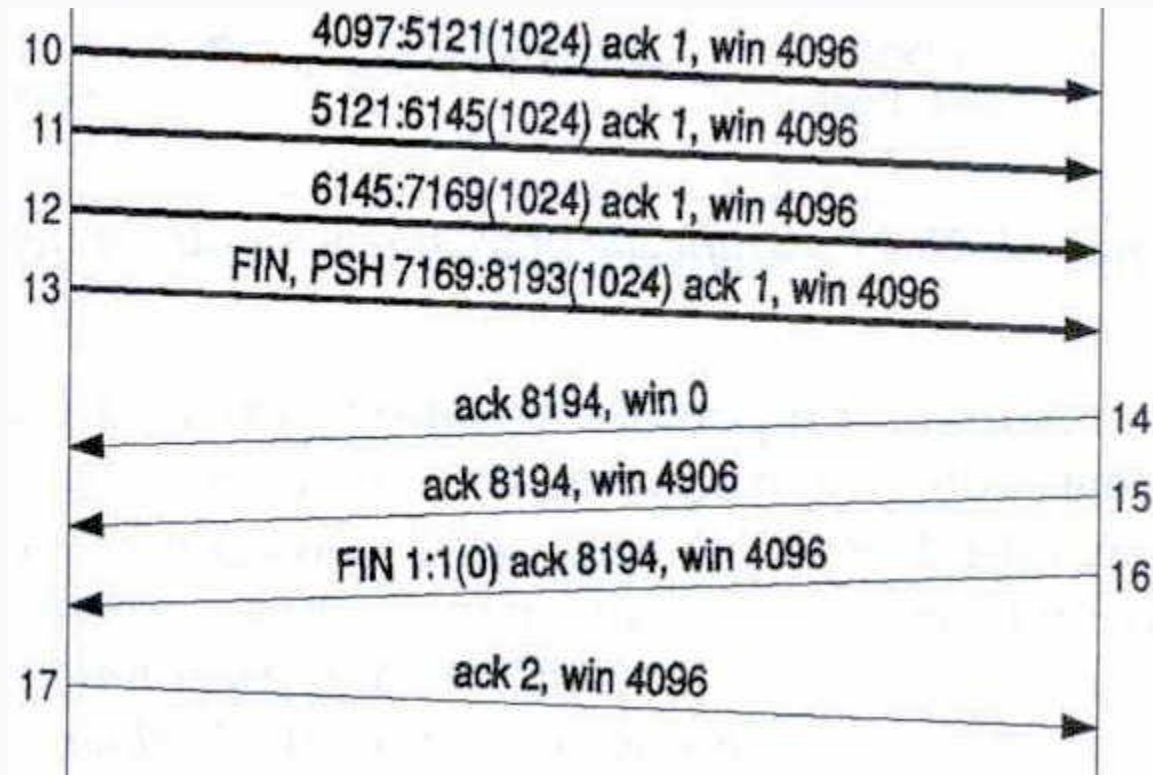 10 4097:5121(1024) ack 1, win 4096
11 5121:6145(1024) ack 1, win 4096
12 6145:7169(1024) ack 1, win 4096
13 FIN, PSH 7169:8193(1024) ack 1, win 4096
ack 8194, win 0 14
ack 8194, win 4906 15
FIN 1:1(0) ack 8194, win 4096 16
17 ack 2, win 4096